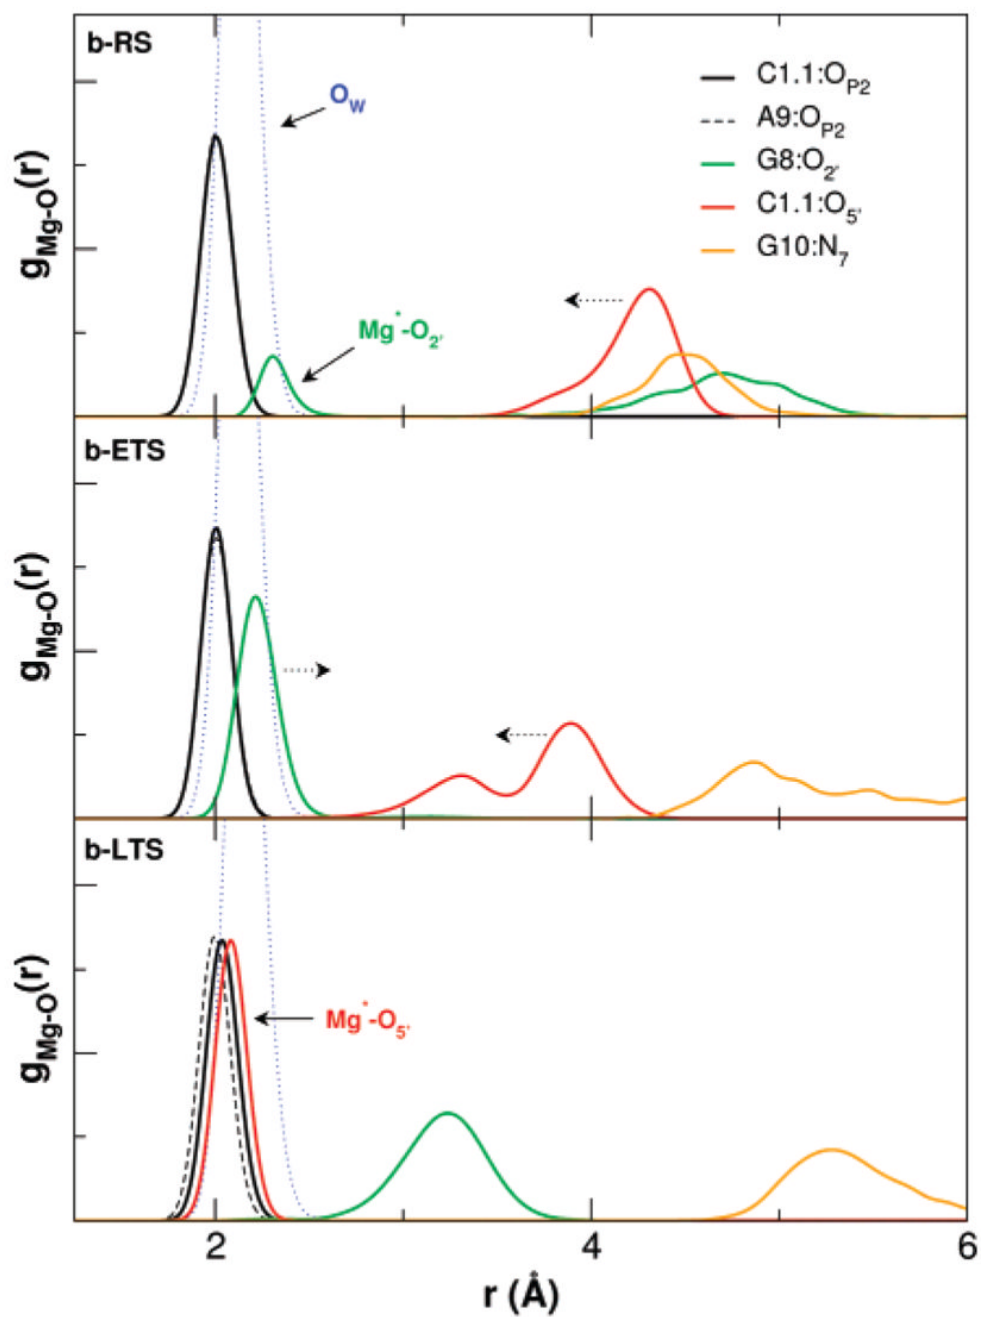 b-RS
O_W
C1.1:O_P2
A9:O_P2
G8:O_2'
C1.1:O_5'
G10:N_7
g_Mg-O(r)
Mg*-O_2'
b-ETS
g_Mg-O(r)
b-LTS
g_Mg-O(r)
Mg*-O_5'
2 4 6
r (Å)